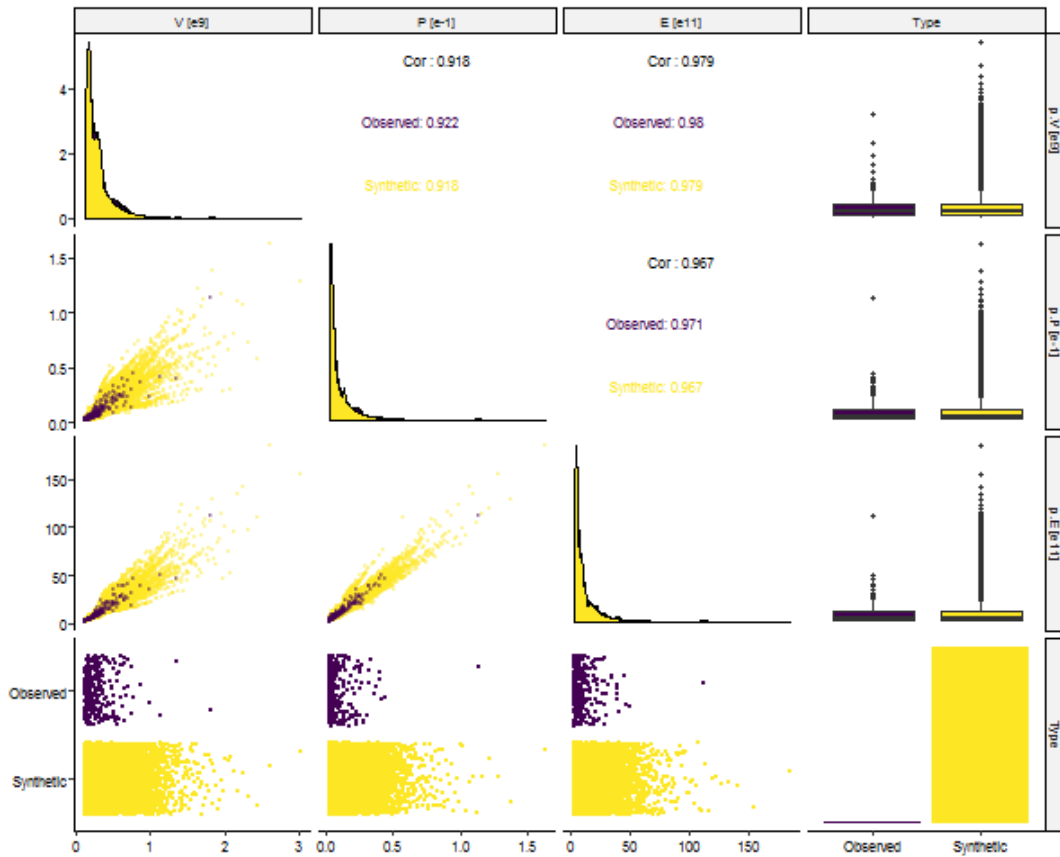 V [e9] P [e-1] E [e11] Type
Cor : 0.918 Cor : 0.979
Observed: 0.922 Observed: 0.98
Synthetic: 0.918 Synthetic: 0.979
4
2
0
p.V [e9]
Cor : 0.967
Observed: 0.971
Synthetic: 0.967
1.5
1.0
0.5
0.0
p.P [e-1]
150
100
50
0
p.E [e11]
Observed
Synthetic
Type
0 1 2 3 0.0 0.5 1.0 1.5 0 50 100 150 Observed Synthetic